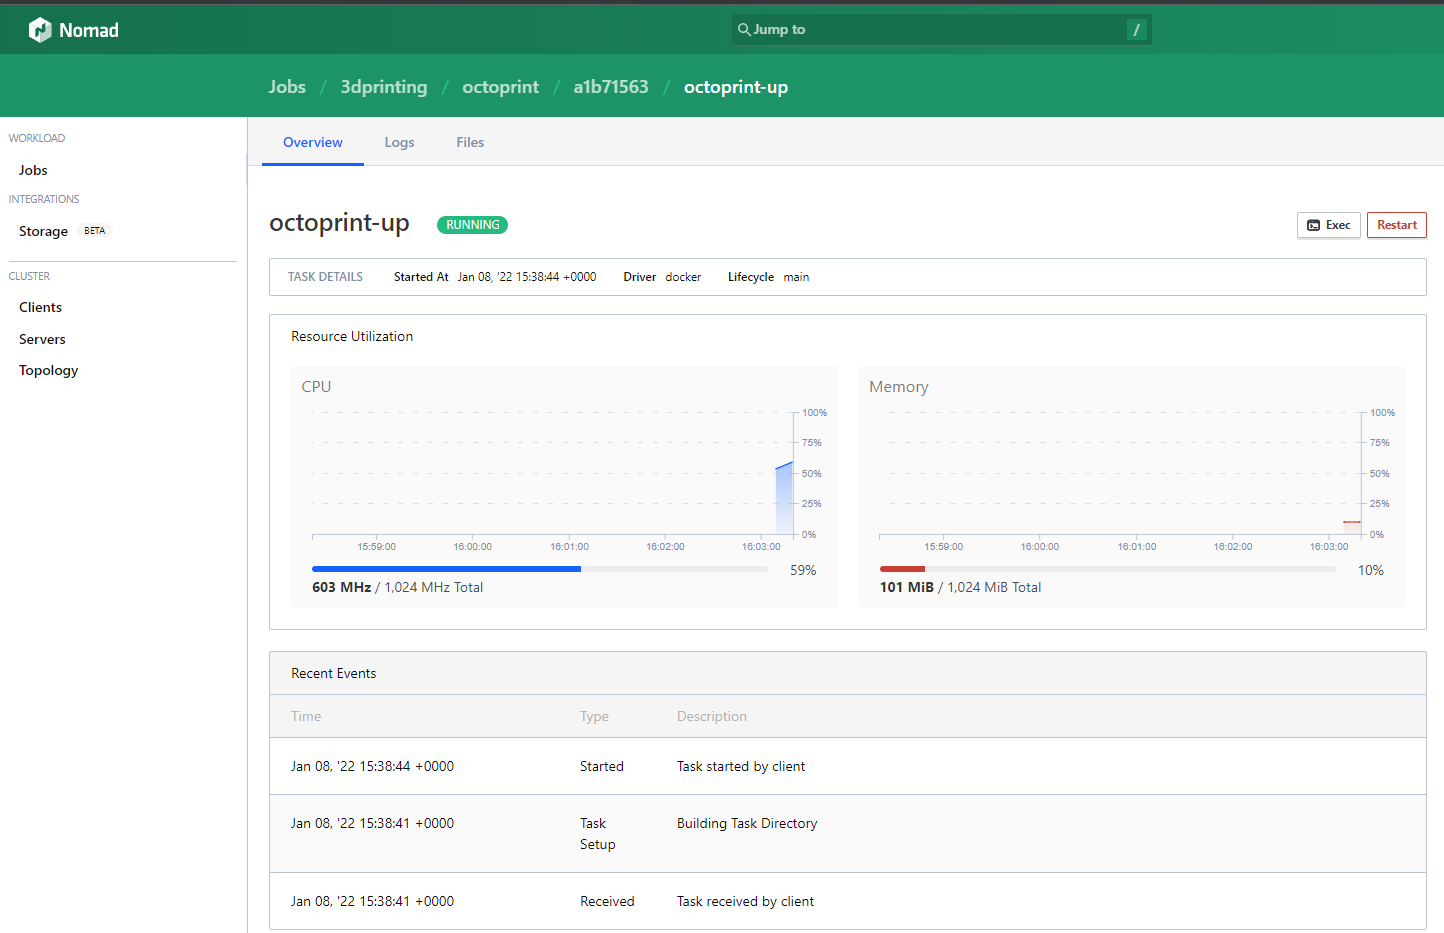 Nomad
Jump to /
Jobs / 3dprinting / octoprint / a1b71563 / octoprint-up
WORKLOAD
Jobs
INTEGRATIONS
Storage BETA
CLUSTER
Clients
Servers
Topology
Overview Logs Files
octoprint-up RUNNING Exec Restart
TASK DETAILS Started At Jan 08, '22 15:38:44 +0000 Driver docker Lifecycle main
Resource Utilization
CPU
100%
75%
50%
25%
0%
15:59:00 16:00:00 16:01:00 16:02:00 16:03:00
59%
603 MHz / 1,024 MHz Total
Memory
100%
75%
50%
25%
0%
15:59:00 16:00:00 16:01:00 16:02:00 16:03:00
10%
101 MiB / 1,024 MiB Total
Recent Events
Time Type Description
Jan 08, '22 15:38:44 +0000 Started Task started by client
Jan 08, '22 15:38:41 +0000 Task Setup Building Task Directory
Jan 08, '22 15:38:41 +0000 Received Task received by client